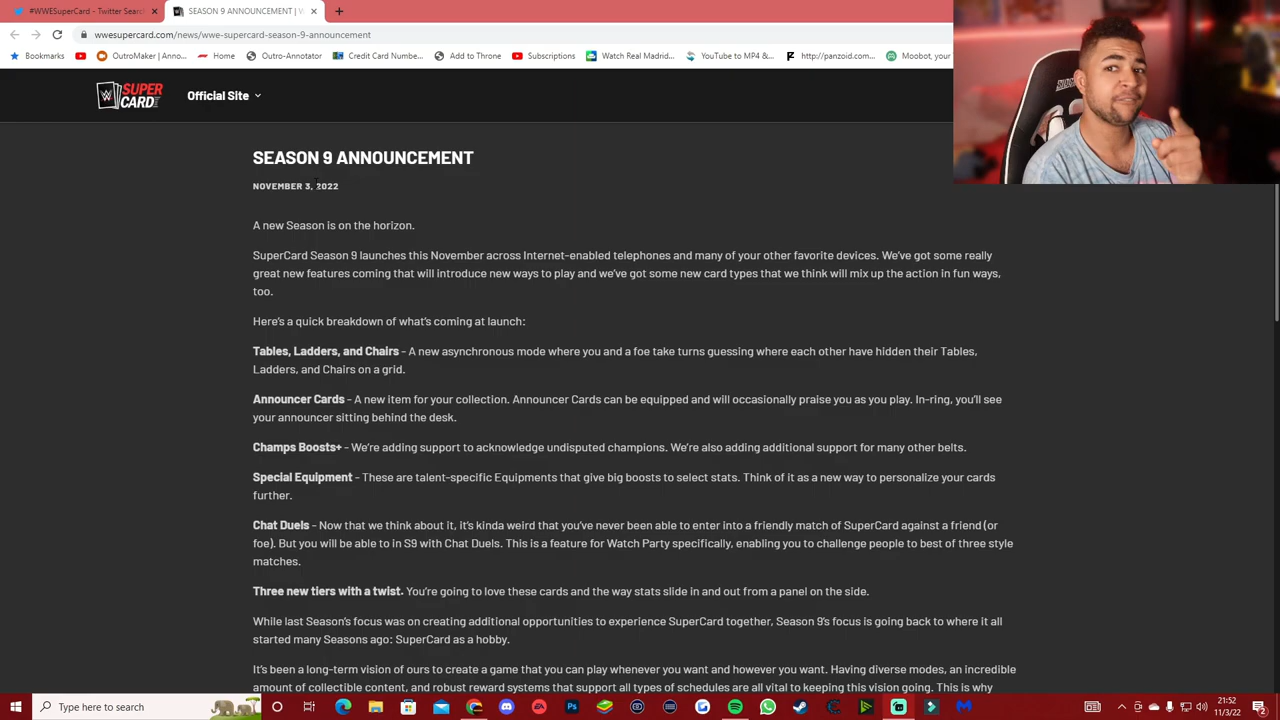 #WWESuperCard - Twitter Searc
SEASON 9 ANNOUNCEMENT | W
wwesupercard.com/news/wwe-supercard-season-9-announcement
Bookmarks
OutroMaker | Anno...
Home
Outro-Annotator
Credit Card Numbe...
Add to Throne
Subscriptions
Watch Real Madrid...
YouTube to MP4 &...
http://panzoid.com...
Moobot, your
SUPER CARD
Official Site
SEASON 9 ANNOUNCEMENT
NOVEMBER 3, 2022
A new Season is on the horizon.
SuperCard Season 9 launches this November across Internet-enabled telephones and many of your other favorite devices. We've got some really
great new features coming that will introduce new ways to play and we've got some new card types that we think will mix up the action in fun ways,
too.
Here's a quick breakdown of what's coming at launch:
Tables, Ladders, and Chairs - A new asynchronous mode where you and a foe take turns guessing where each other have hidden their Tables,
Ladders, and Chairs on a grid.
Announcer Cards - A new item for your collection. Announcer Cards can be equipped and will occasionally praise you as you play. In-ring, you'll see
your announcer sitting behind the desk.
Champs Boosts+ - We're adding support to acknowledge undisputed champions. We're also adding additional support for many other belts.
Special Equipment - These are talent-specific Equipments that give big boosts to select stats. Think of it as a new way to personalize your cards
further.
Chat Duels - Now that we think about it, it's kinda weird that you've never been able to enter into a friendly match of SuperCard against a friend (or
foe). But you will be able to in S9 with Chat Duels. This is a feature for Watch Party specifically, enabling you to challenge people to best of three style
matches.
Three new tiers with a twist. You're going to love these cards and the way stats slide in and out from a panel on the side.
While last Season's focus was on creating additional opportunities to experience SuperCard together, Season 9's focus is going back to where it all
started many Seasons ago: SuperCard as a hobby.
It's been a long-term vision of ours to create a game that you can play whenever you want and however you want. Having diverse modes, an incredible
amount of collectible content, and robust reward systems that support all types of schedules are all vital to keeping this vision going. This is why
Type here to search
21:52
11/3/22